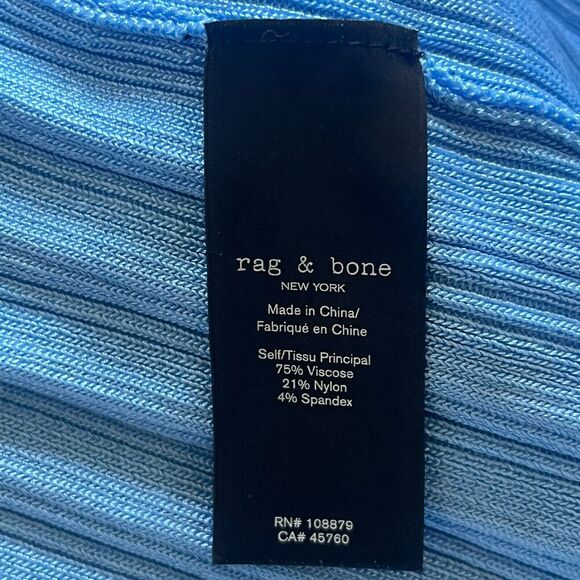 rag & bone
NEW YORK
Made in China/
Fabriqué en Chine
Self/Tissu Principal
75% Viscose
21% Nylon
4% Spandex
RN# 108879
CA# 45760